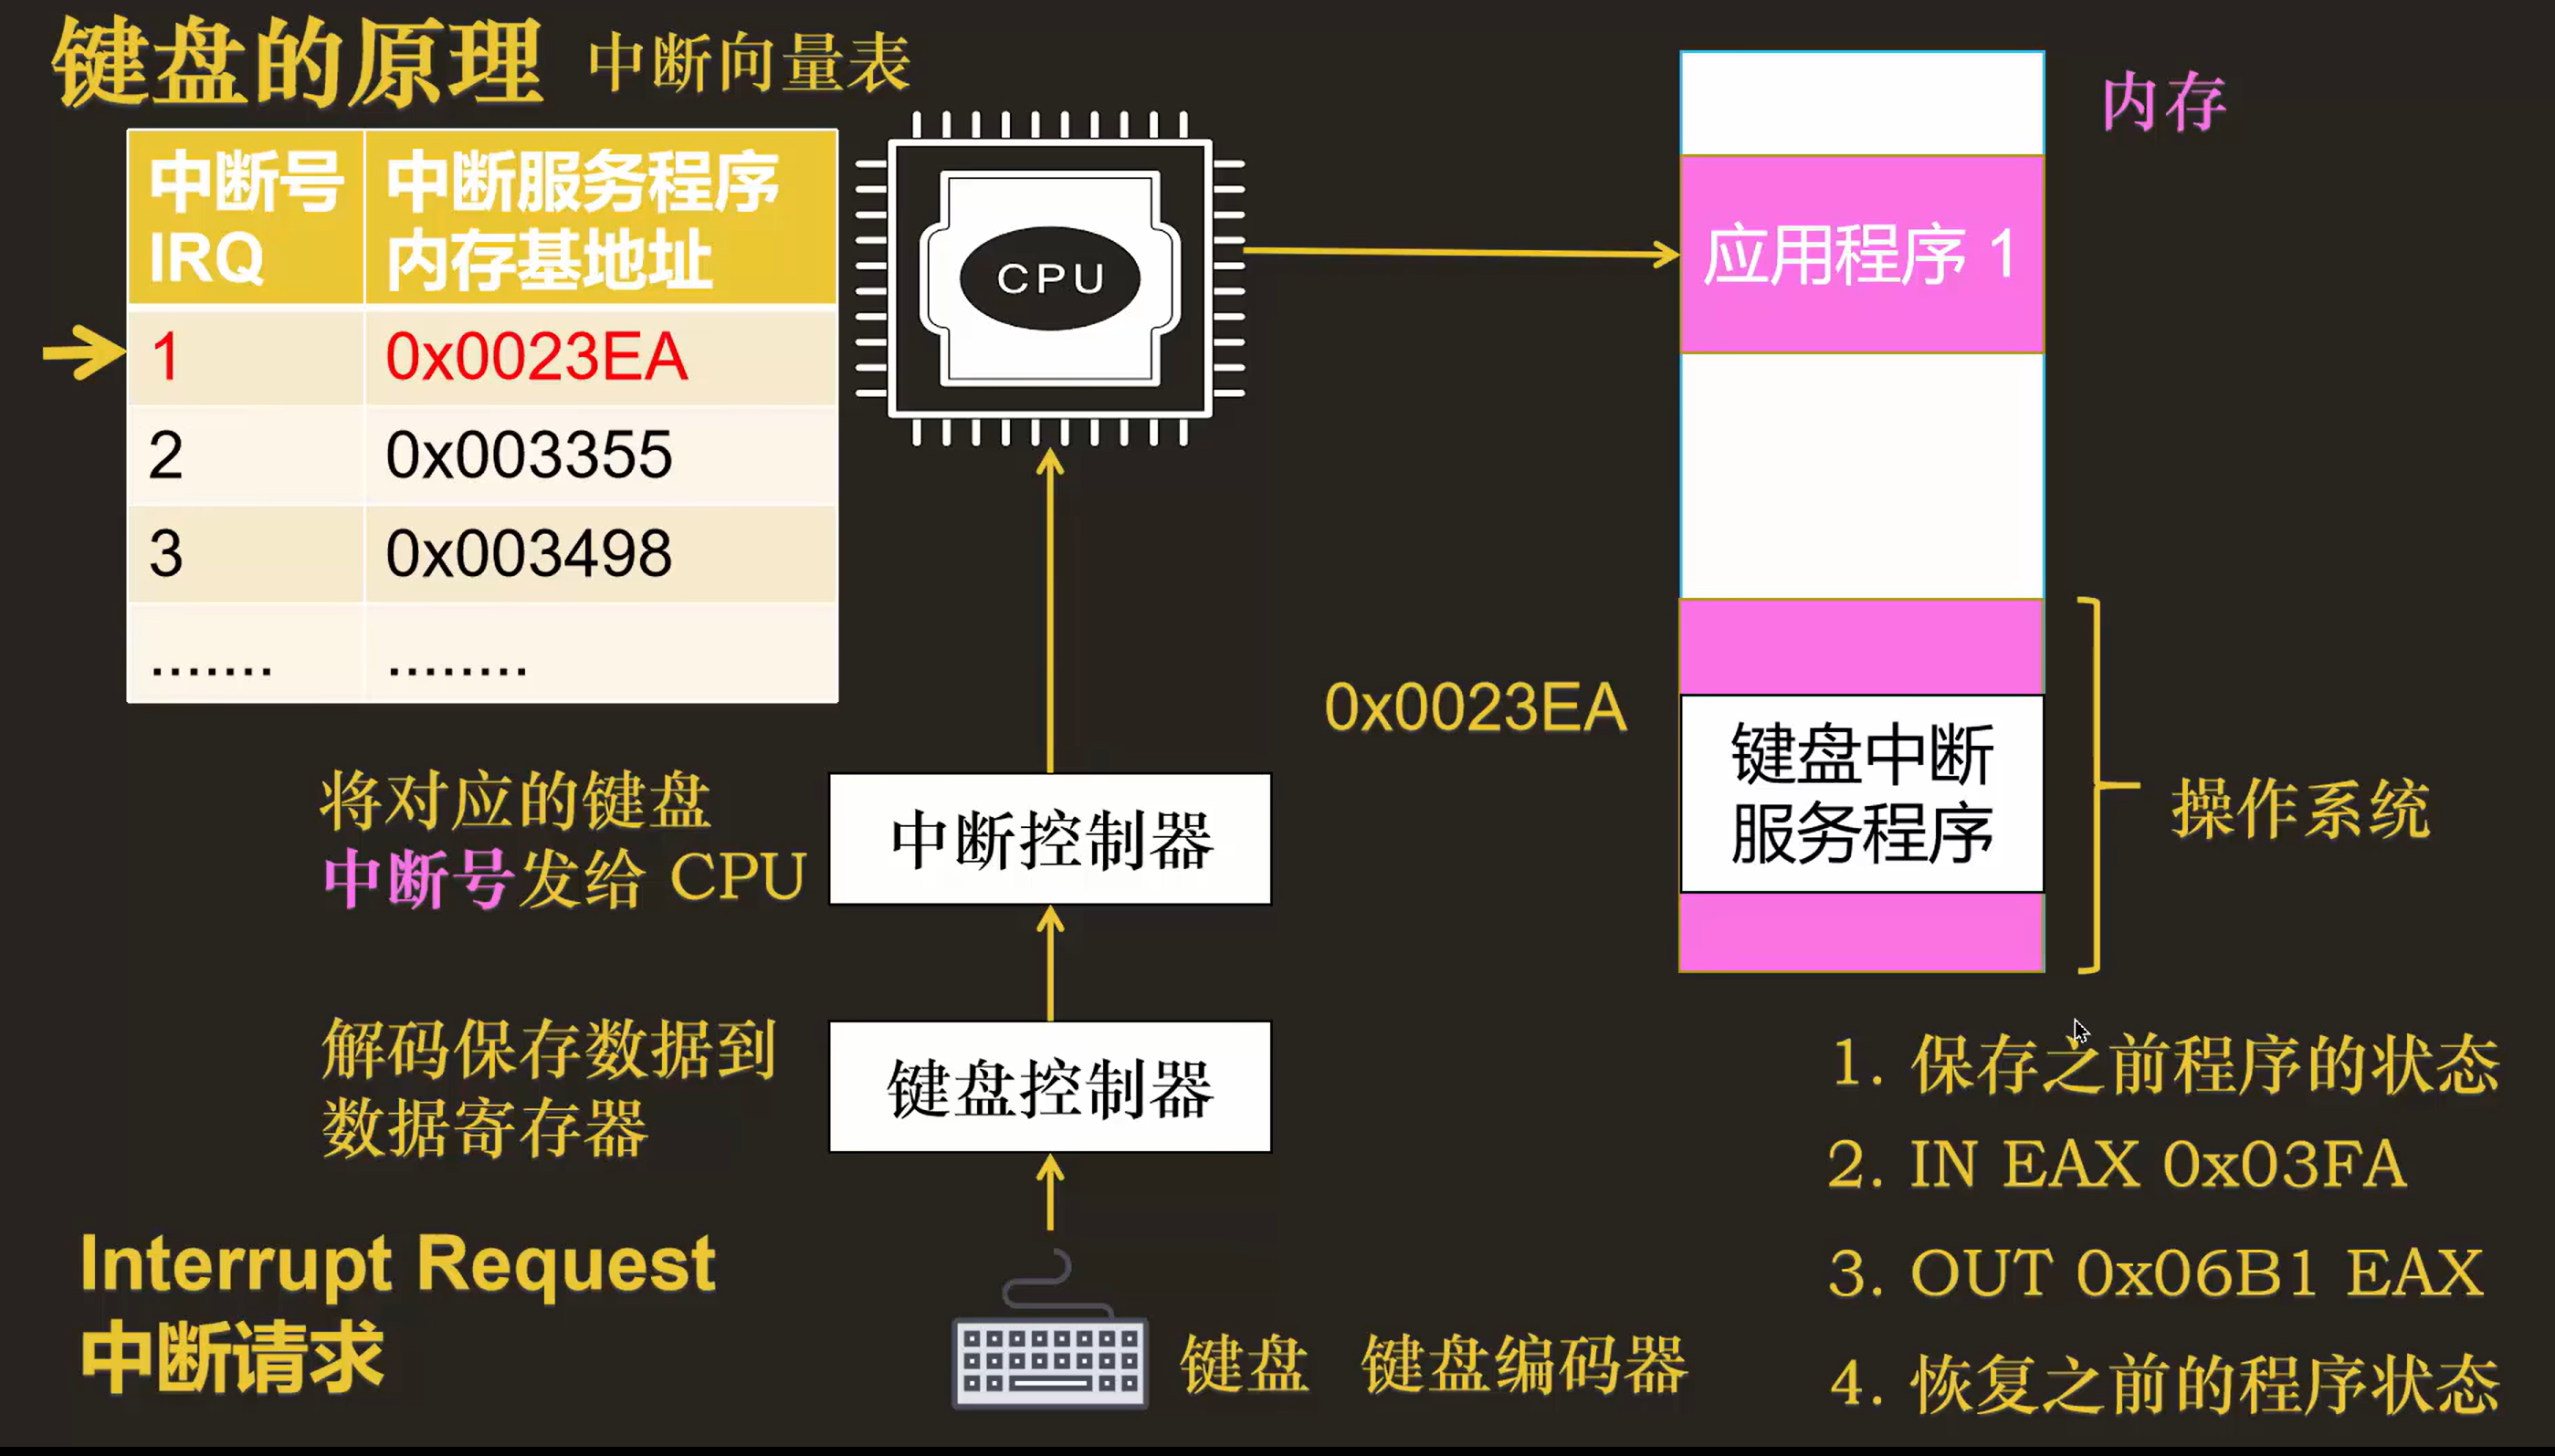 键盘的原理
中断向量表
中断号
IRQ
中断服务程序
内存基地址
1
0x0023EA
2
0x003355
3
0x003498
.......
........
CPU
内存
应用程序 1
0x0023EA
键盘中断
服务程序
操作系统
将对应的键盘
中断号发给 CPU
中断控制器
解码保存数据到
数据寄存器
键盘控制器
Interrupt Request
中断请求
键盘
键盘编码器
1. 保存之前程序的状态
2. IN EAX 0x03FA
3. OUT 0x06B1 EAX
4. 恢复之前的程序状态